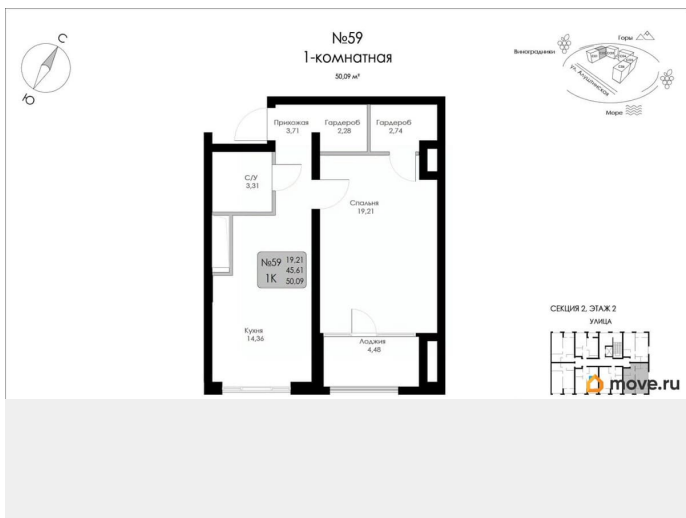 №59
1-комнатная
50,09 м²
С
Ю
Горы
Виноградники
ул. Алуштинская
Море
Прихожая
3,71
Гардероб
2,28
Гардероб
2,74
С/У
3,31
Спальня
19,21
№59 19.21
45.61
1К 50.09
Кухня
14,36
Лоджия
4,48
СЕКЦИЯ 2, ЭТАЖ 2
УЛИЦА
move.ru